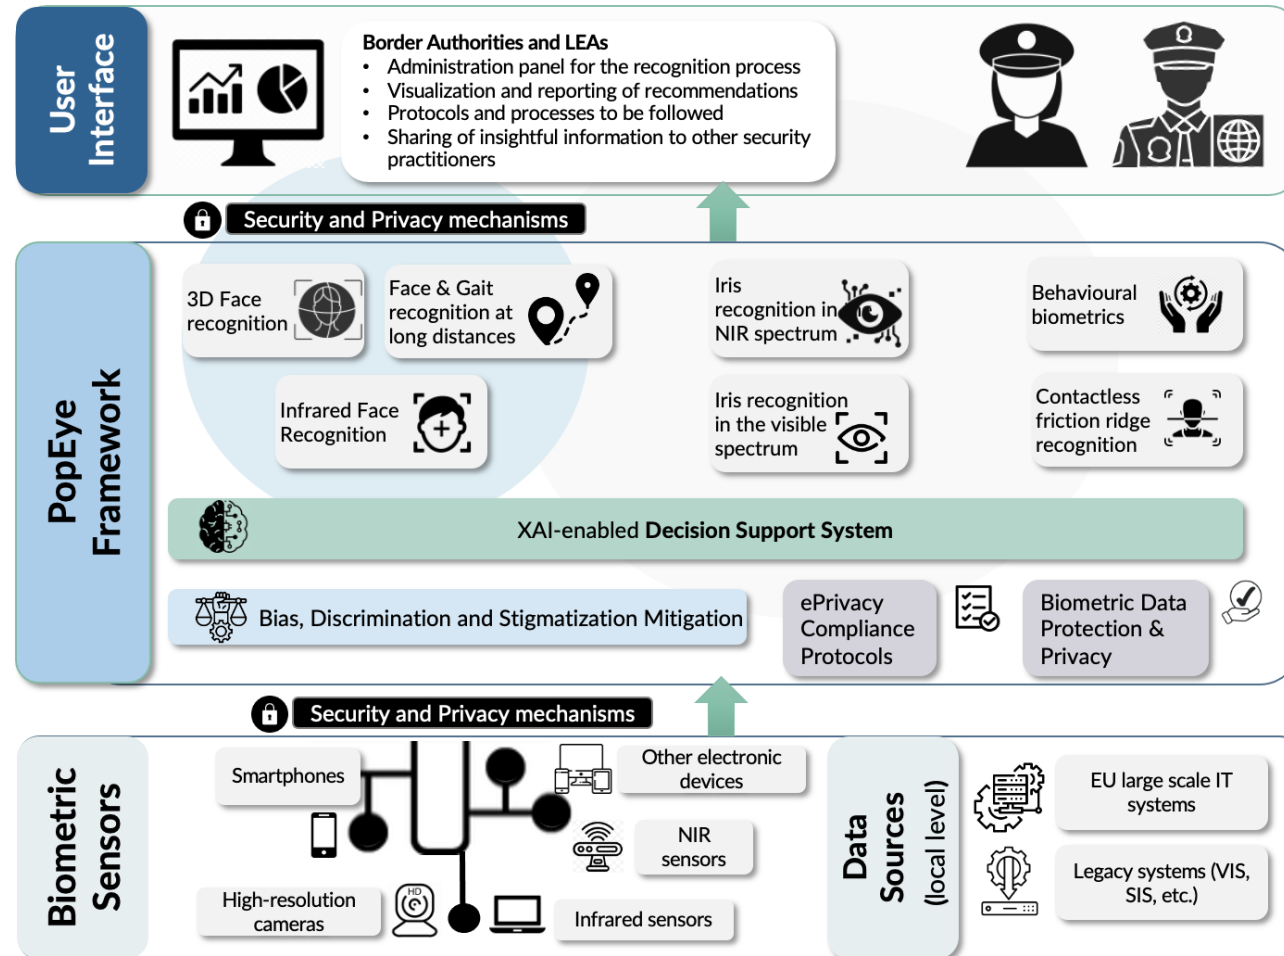 User
Interface
Border Authorities and LEAs
• Administration panel for the recognition process
• Visualization and reporting of recommendations
• Protocols and processes to be followed
• Sharing of insightful information to other security
practitioners
Security and Privacy mechanisms
PopEye
Framework
3D Face
recognition
Face & Gait
recognition at
long distances
Iris
recognition in
NIR spectrum
Behavioural
biometrics
Infrared Face
Recognition
Iris recognition
in the visible
spectrum
Contactless
friction ridge
recognition
XAI-enabled Decision Support System
Bias, Discrimination and Stigmatization Mitigation
ePrivacy
Compliance
Protocols
Biometric Data
Protection &
Privacy
Security and Privacy mechanisms
Biometric
Sensors
Smartphones
Other electronic
devices
NIR
sensors
High-resolution
cameras
HD
Infrared sensors
Data
Sources
(local level)
EU large scale IT
systems
Legacy systems (VIS,
SIS, etc.)